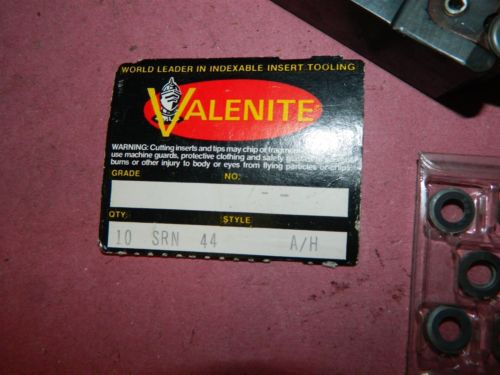 WORLD LEADER IN INDEXABLE INSERT TOOLING
VALENITE
WARNING: Cutting inserts and tips may chip or fragment
use machine guards, protective clothing and safety
burns or other injury to body or eyes from flying particles or chips
GRADE NO.
--
QTY. STYLE
10 SRN 44 A/H